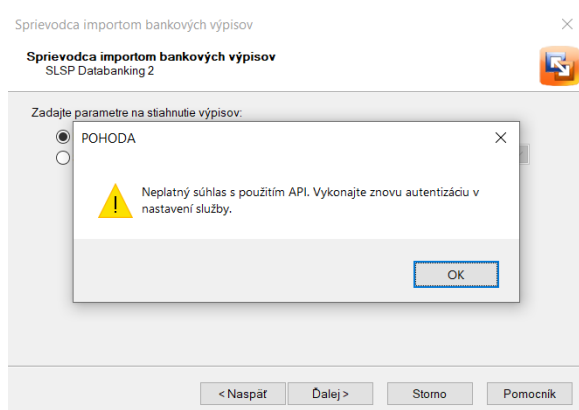 Sprievodca importom bankových výpisov
Sprievodca importom bankových výpisov
SLSP Databanking 2
Zadajte parametre na stiahnutie výpisov:
POHODA
Neplatný súhlas s použitím API. Vykonajte znovu autentizáciu v
nastavení služby.
OK
< Naspäť
Ďalej >
Storno
Pomocník